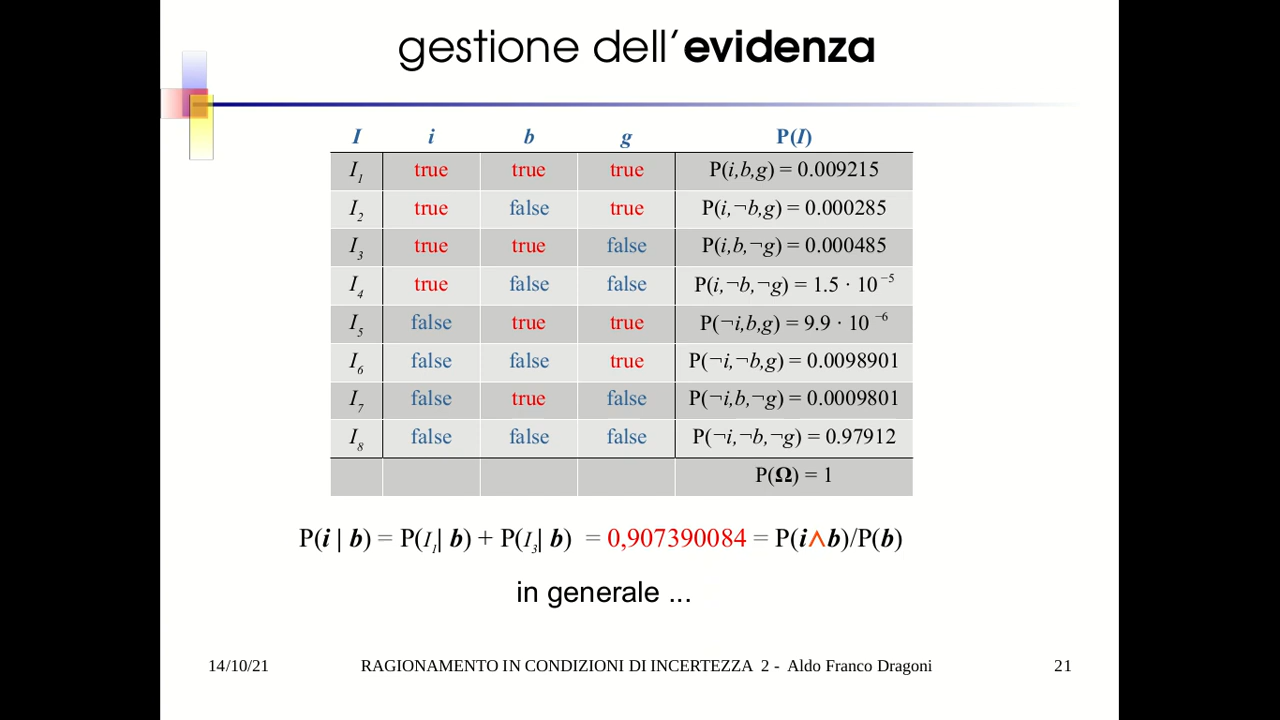 gestione dell’evidenza
I i b g P(I)
I1 true true true P(i,b,g) = 0.009215
I2 true false true P(i,¬b,g) = 0.000285
I3 true true false P(i,b,¬g) = 0.000485
I4 true false false P(i,¬b,¬g) = 1.5 · 10 −5
I5 false true true P(¬i,b,g) = 9.9 · 10 −6
I6 false false true P(¬i,¬b,g) = 0.0098901
I7 false true false P(¬i,b,¬g) = 0.0009801
I8 false false false P(¬i,¬b,¬g) = 0.97912
P(Ω) = 1
P(i | b) = P(I1| b) + P(I3| b) = 0,907390084 = P(i∧b)/P(b)
in generale ...
14/10/21 RAGIONAMENTO IN CONDIZIONI DI INCERTEZZA 2 - Aldo Franco Dragoni 21